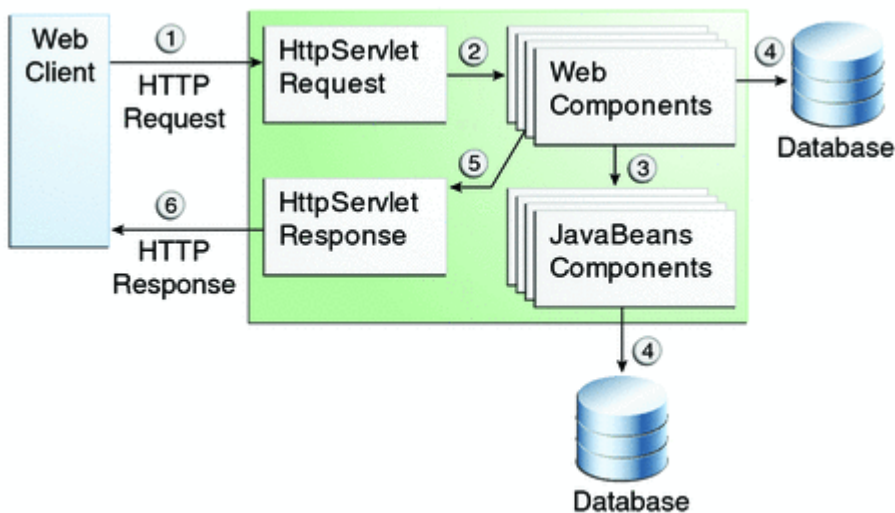 Web
Client
1
HTTP
Request
HttpServlet
Request
2
Web
Components
4
Database
3
5
HttpServlet
Response
6
HTTP
Response
JavaBeans
Components
4
Database